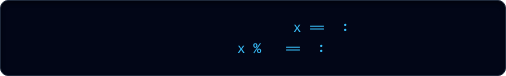 x == :
x % == :